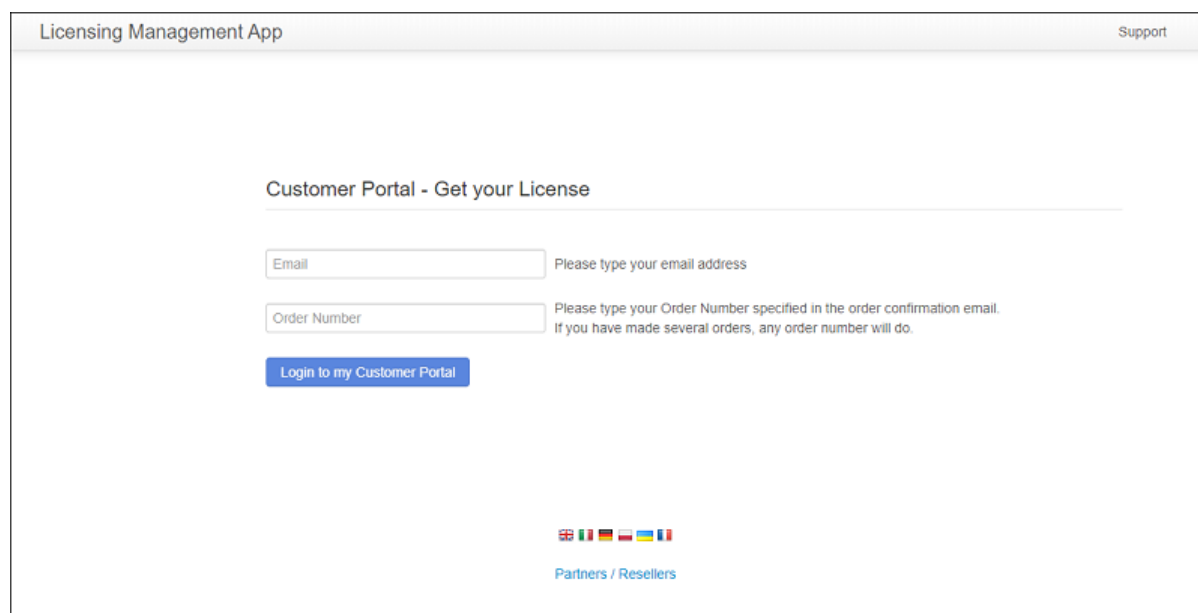 Licensing Management App
Support
Customer Portal - Get your License
Email
Please type your email address
Order Number
Please type your Order Number specified in the order confirmation email.
If you have made several orders, any order number will do.
Login to my Customer Portal
Partners / Resellers